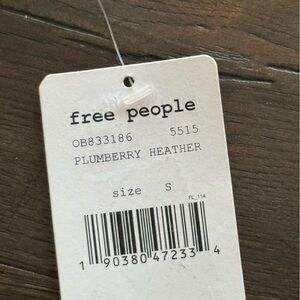 free people
OB833186 5515
PLUMBERRY HEATHER
size S
FL_114
1 90380 47233 4